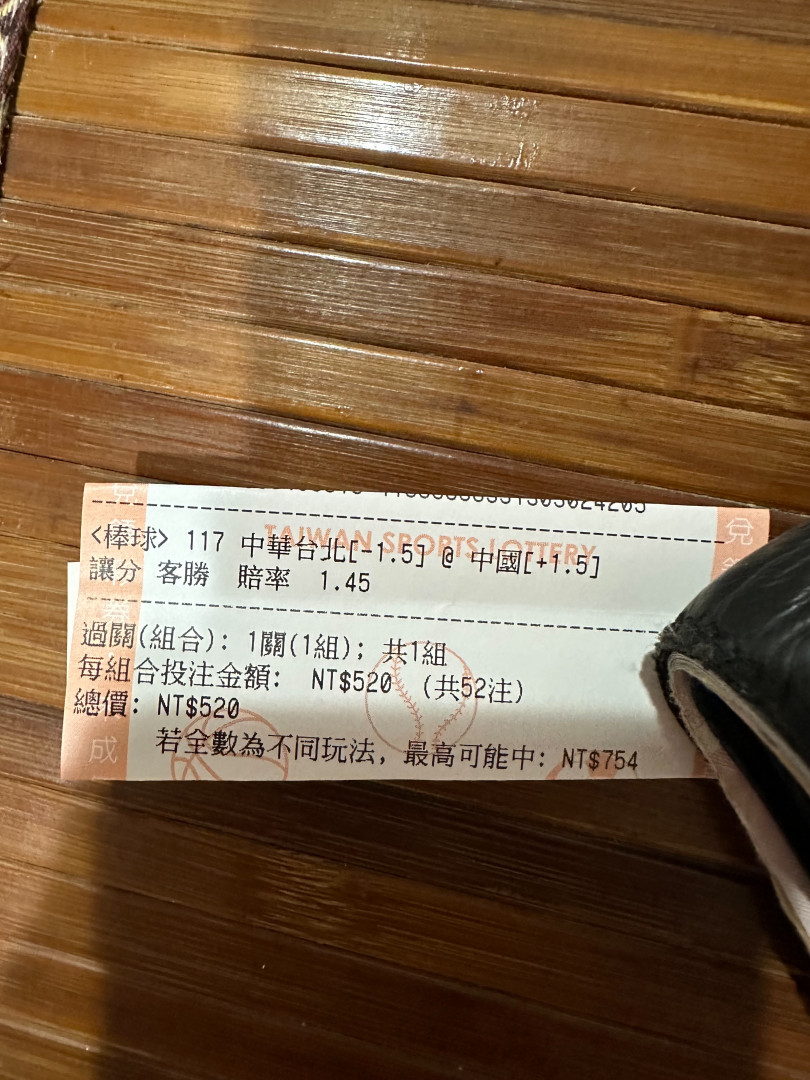 <棒球> 117 中華台北[-1.5] @ 中國[+1.5]
TAIWAN SPORTS LOTTERY
讓分 客勝 賠率 1.45
過關(組合): 1關(1組); 共1組
每組合投注金額: NT$520 (共52注)
總價: NT$520
若全數為不同玩法, 最高可能中: NT$754
成
兌